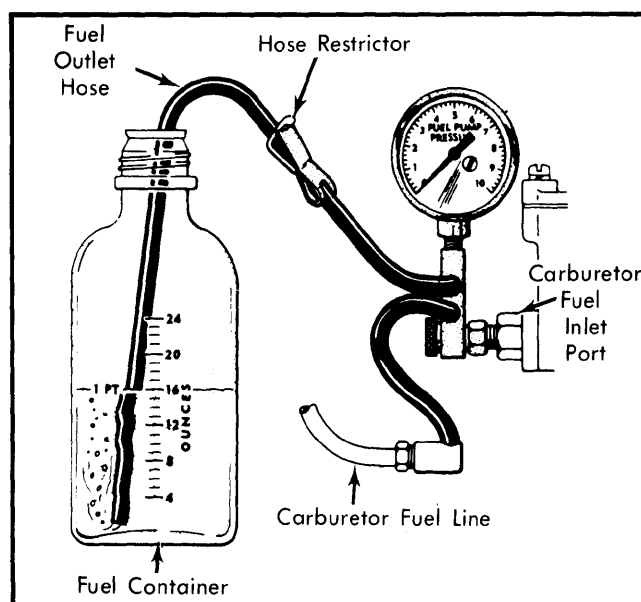 Fuel
Outlet
Hose
Hose Restrictor
0 1 2 3 4 5 6 7 8 9 10
FUEL PUMP
PRESSURE
Carburetor
Fuel
Inlet
Port
24
20
1 PT 16
12
8
4
OUNCES
Carburetor Fuel Line
Fuel Container